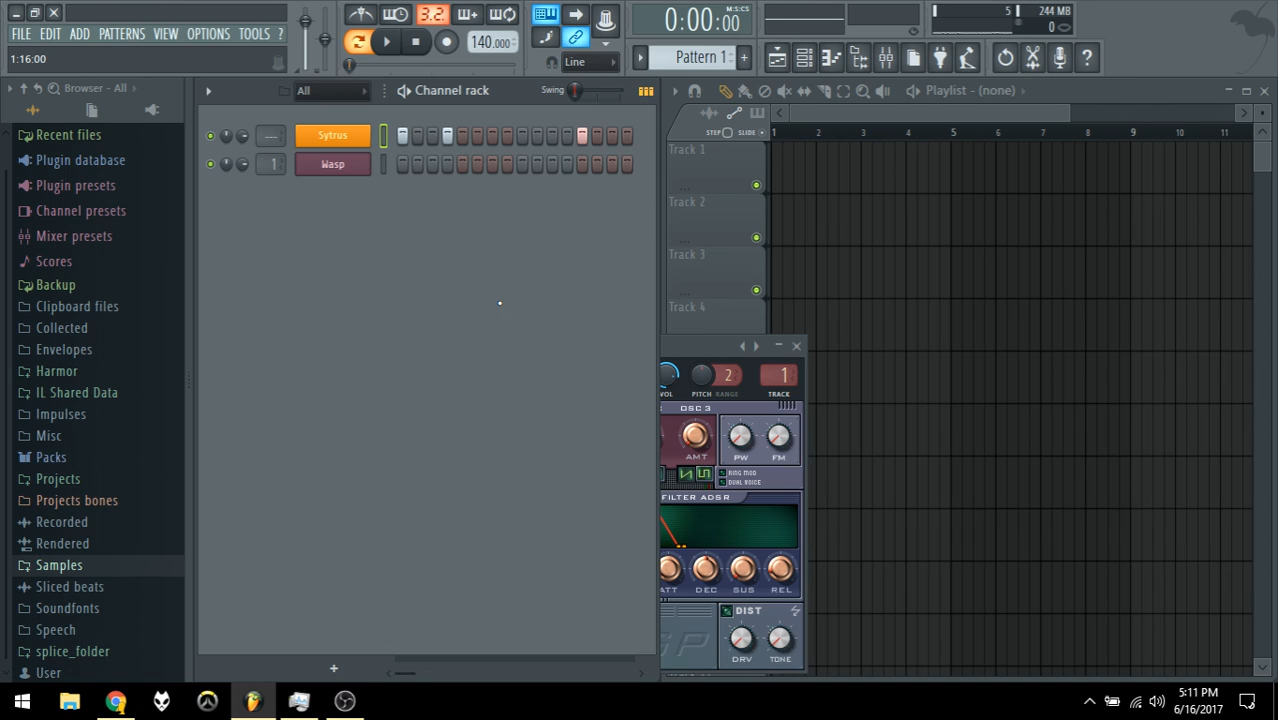 FILE EDIT ADD PATTERNS VIEW OPTIONS TOOLS ?
1:16:00
3.2.
140.000
Line
0:00:00
M:S:CS
Pattern 1
5
244 MB
0
Browser - All
Recent files
Plugin database
Plugin presets
Channel presets
Mixer presets
Scores
Backup
Clipboard files
Collected
Envelopes
Harmor
IL Shared Data
Impulses
Misc
Packs
Projects
Projects bones
Recorded
Rendered
Samples
Sliced beats
Soundfonts
Speech
splice_folder
User
All
Channel rack
Swing
--- Sytrus
1 Wasp
+
Playlist - (none)
STEP SLIDE
1 2 3 4 5 6 7 8 9 10 11
Track 1
...
Track 2
...
Track 3
...
Track 4
2
1
VOL PITCH RANGE TRACK
OSC 3
AMT PW FM
RING MOD
DUAL VOICE
FILTER ADSR
ATT DEC SUS REL
DIST
DRV TONE
5:11 PM
6/16/2017